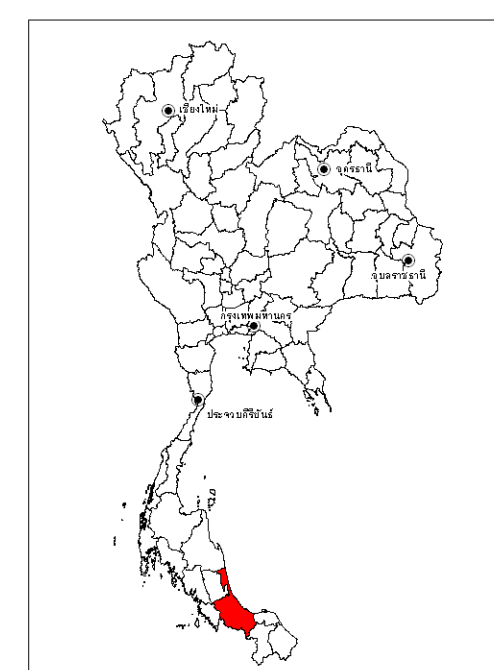 เชียงใหม่
อุดรธานี
อุบลราชธานี
กรุงเทพมหานคร
ประจวบคีรีขันธ์